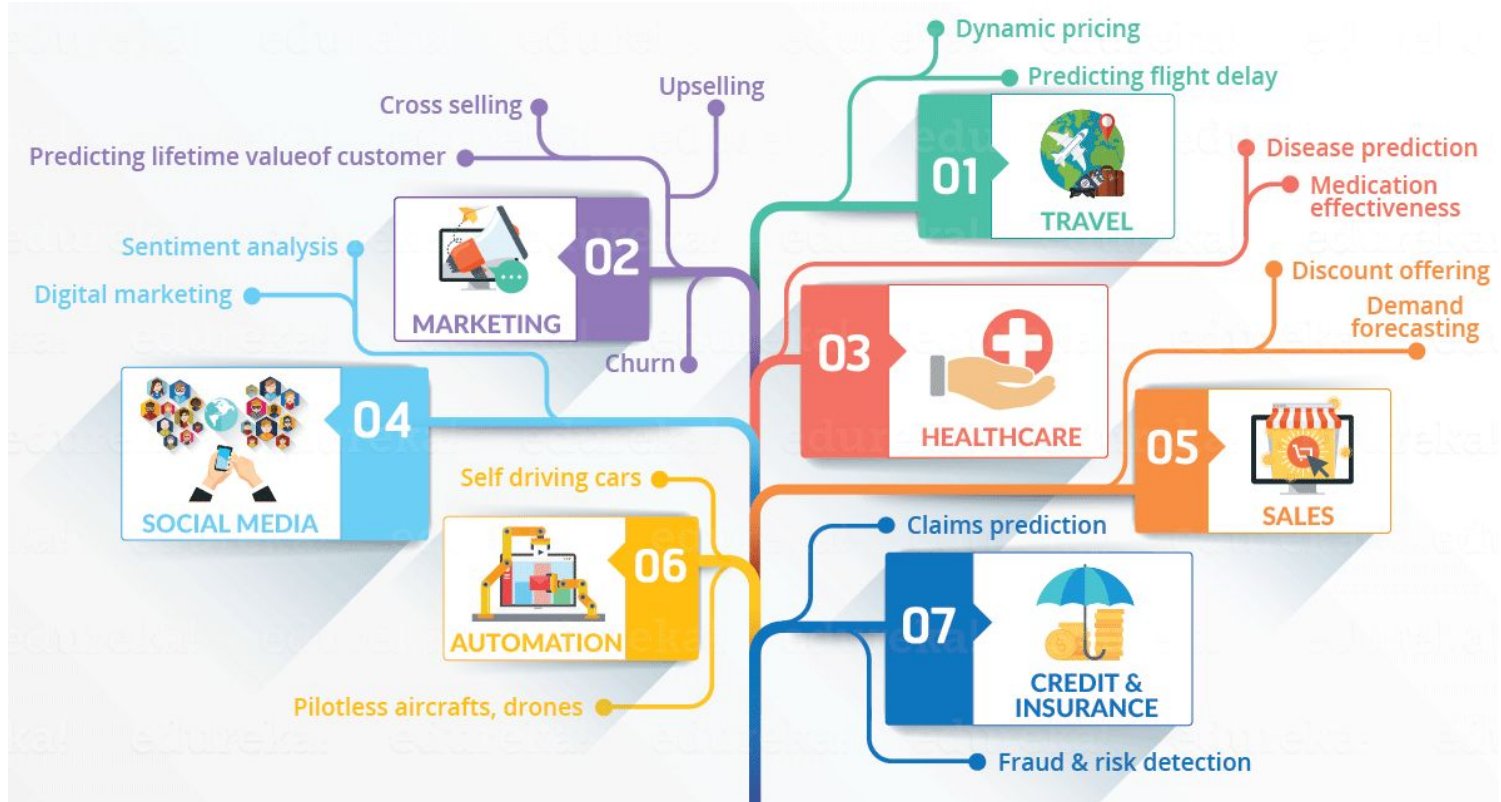 Dynamic pricing
Predicting flight delay
01
TRAVEL
Upselling
Cross selling
Predicting lifetime valueof customer
02
MARKETING
Churn
Disease prediction
Medication
effectiveness
03
HEALTHCARE
Sentiment analysis
Digital marketing
04
SOCIAL MEDIA
Discount offering
Demand
forecasting
05
SALES
Self driving cars
06
AUTOMATION
Pilotless aircrafts, drones
Claims prediction
07
CREDIT &
INSURANCE
Fraud & risk detection
edureka!